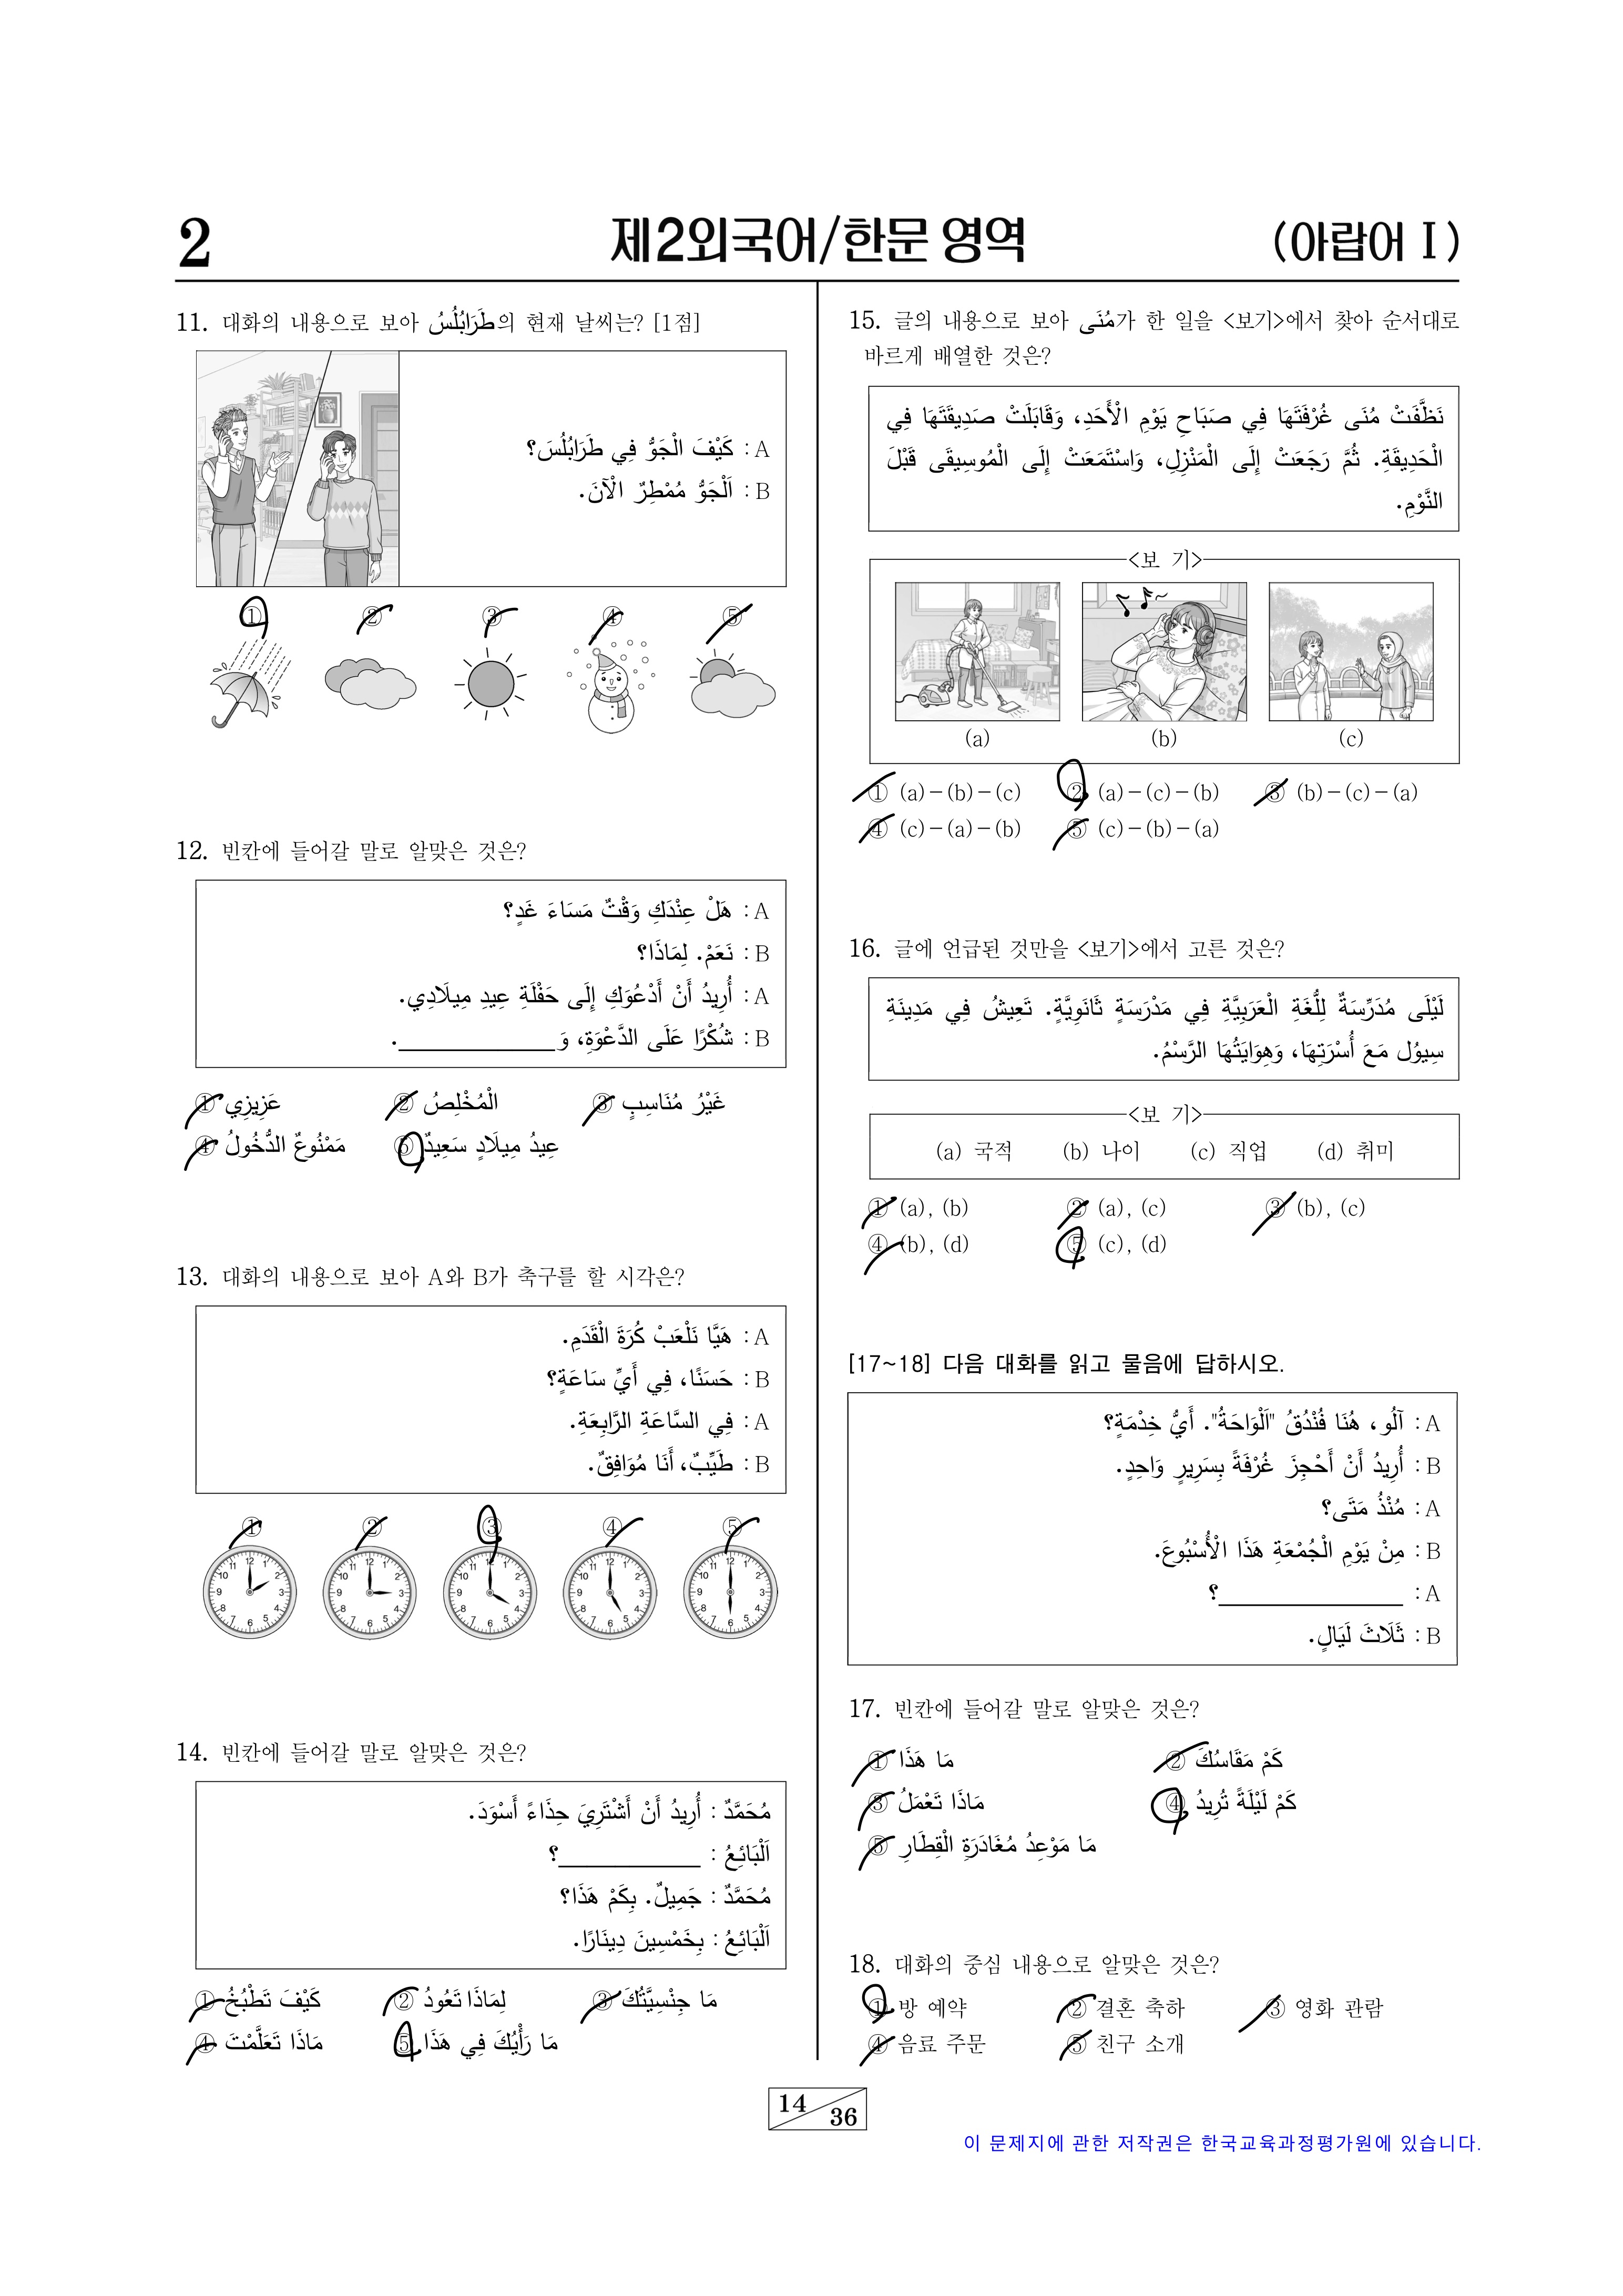 2
제2외국어/한문 영역
(아랍어 I)
11. 대화의 내용으로 보아 طَرَابُلُسُ의 현재 날씨는? [1점]
A : كَيْفَ الْجَوُّ فِي طَرَابُلُسَ؟
B : اَلْجَوُّ مُمْطِرٌ الْآنَ.
① ② ③ ④ ⑤
12. 빈칸에 들어갈 말로 알맞은 것은?
A : هَلْ عِنْدَكِ وَقْتٌ مَسَاءَ غَدٍ؟
B : نَعَمْ. لِمَاذَا؟
A : أُرِيدُ أَنْ أَدْعُوَكِ إِلَى حَفْلَةِ عِيدِ مِيلَادِي.
B : شُكْرًا عَلَى الدَّعْوَةِ، وَ____________.
① عَزِيزِي ② الْمُخْلِصُ ③ غَيْرُ مُنَاسِبٍ
④ مَمْنُوعٌ الدُّخُولُ ⑤ عِيدُ مِيلَادٍ سَعِيدٌ
13. 대화의 내용으로 보아 A와 B가 축구를 할 시각은?
A : هَيَّا نَلْعَبْ كُرَةَ الْقَدَمِ.
B : حَسَنًا، فِي أَيِّ سَاعَةٍ؟
A : فِي السَّاعَةِ الرَّابِعَةِ.
B : طَيِّبٌ، أَنَا مُوَافِقٌ.
① ② ③ ④ ⑤
14. 빈칸에 들어갈 말로 알맞은 것은?
مُحَمَّدٌ : أُرِيدُ أَنْ أَشْتَرِيَ حِذَاءً أَسْوَدَ.
اَلْبَائِعُ : ____________؟
مُحَمَّدٌ : جَمِيلٌ. بِكَمْ هَذَا؟
اَلْبَائِعُ : بِخَمْسِينَ دِينَارًا.
① كَيْفَ تَطْبُخُ ② لِمَاذَا تَعُودُ ③ مَا جِنْسِيَّتُكَ
④ مَاذَا تَعَلَّمْتَ ⑤ مَا رَأْيُكَ فِي هَذَا
15. 글의 내용으로 보아 مُنَى가 한 일을 <보기>에서 찾아 순서대로
바르게 배열한 것은?
نَظَّفَتْ مُنَى غُرْفَتَهَا فِي صَبَاحِ يَوْمِ الْأَحَدِ، وَقَابَلَتْ صَدِيقَتَهَا فِي
الْحَدِيقَةِ. ثُمَّ رَجَعَتْ إِلَى الْمَنْزِلِ، وَاسْتَمَعَتْ إِلَى الْمُوسِيقَى قَبْلَ
النَّوْمِ.
<보 기>
(a) (b) (c)
① (a)－(b)－(c) ② (a)－(c)－(b) ③ (b)－(c)－(a)
④ (c)－(a)－(b) ⑤ (c)－(b)－(a)
16. 글에 언급된 것만을 <보기>에서 고른 것은?
لَيْلَى مُدَرِّسَةٌ لِلُّغَةِ الْعَرَبِيَّةِ فِي مَدْرَسَةٍ ثَانَوِيَّةٍ. تَعِيشُ فِي مَدِينَةِ
سِيوُل مَعَ أُسْرَتِهَا، وَهِوَايَتُهَا الرَّسْمُ.
<보 기>
(a) 국적 (b) 나이 (c) 직업 (d) 취미
① (a), (b) ② (a), (c) ③ (b), (c)
④ (b), (d) ⑤ (c), (d)
[17~18] 다음 대화를 읽고 물음에 답하시오.
A : آلُو، هُنَا فُنْدُقُ "اَلْوَاحَةُ". أَيُّ خِدْمَةٍ؟
B : أُرِيدُ أَنْ أَحْجِزَ غُرْفَةً بِسَرِيرٍ وَاحِدٍ.
A : مُنْذُ مَتَى؟
B : مِنْ يَوْمِ الْجُمْعَةِ هَذَا الْأُسْبُوعَ.
A : ______________؟
B : ثَلَاثَ لَيَالٍ.
17. 빈칸에 들어갈 말로 알맞은 것은?
① مَا هَذَا ② كَمْ مَقَاسُكَ
③ مَاذَا تَعْمَلُ ④ كَمْ لَيْلَةً تُرِيدُ
⑤ مَا مَوْعِدُ مُغَادَرَةِ الْقِطَارِ
18. 대화의 중심 내용으로 알맞은 것은?
① 방 예약 ② 결혼 축하 ③ 영화 관람
④ 음료 주문 ⑤ 친구 소개
14
36
이 문제지에 관한 저작권은 한국교육과정평가원에 있습니다.